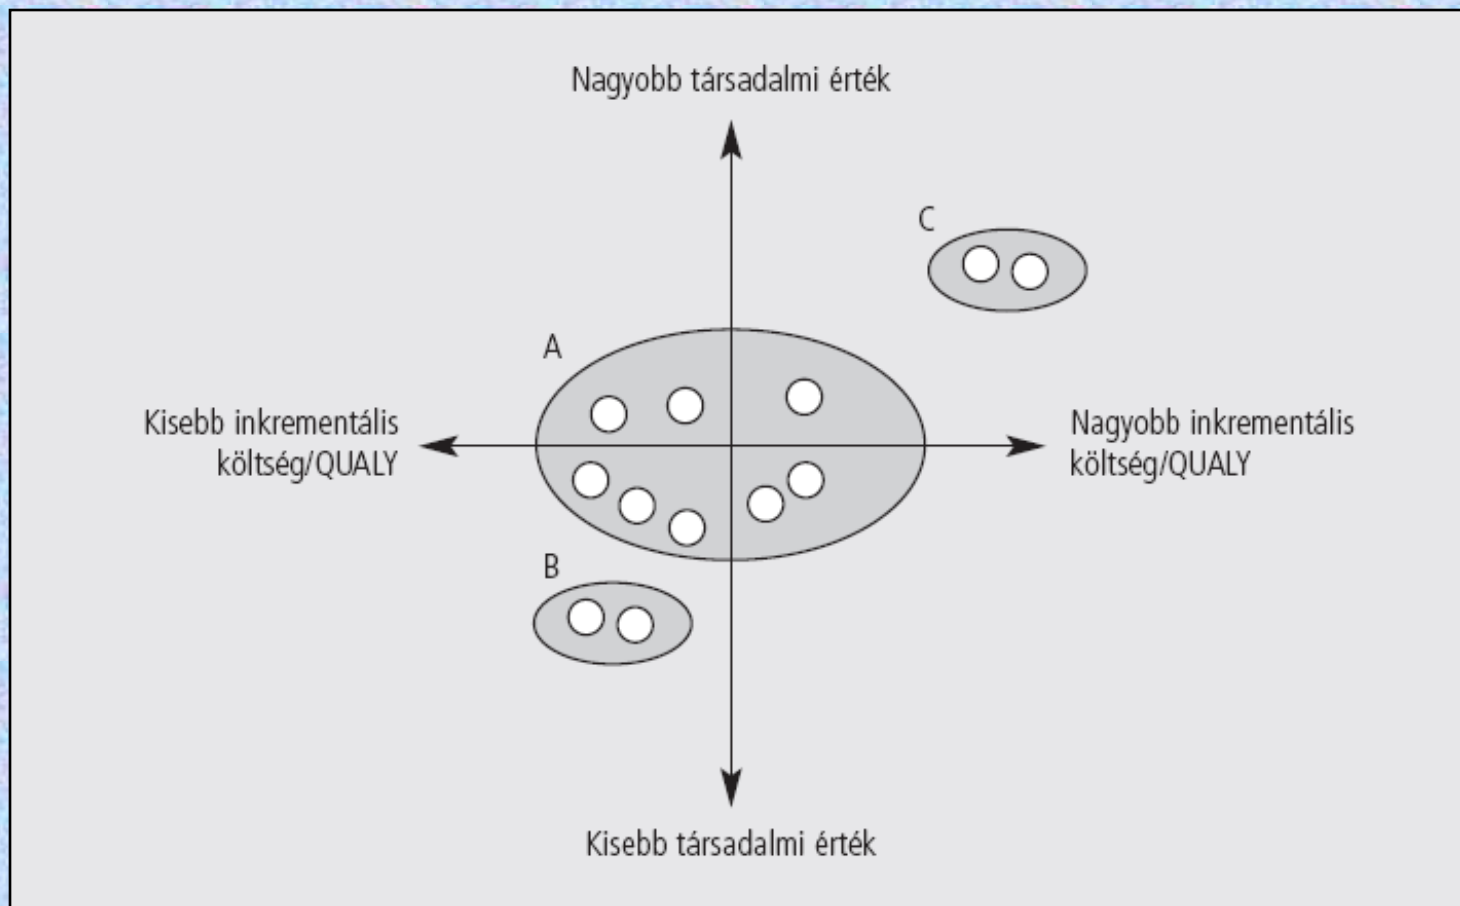 Nagyobb társadalmi érték
C
A
Kisebb inkrementális
költség/QUALY
Nagyobb inkrementális
költség/QUALY
B
Kisebb társadalmi érték